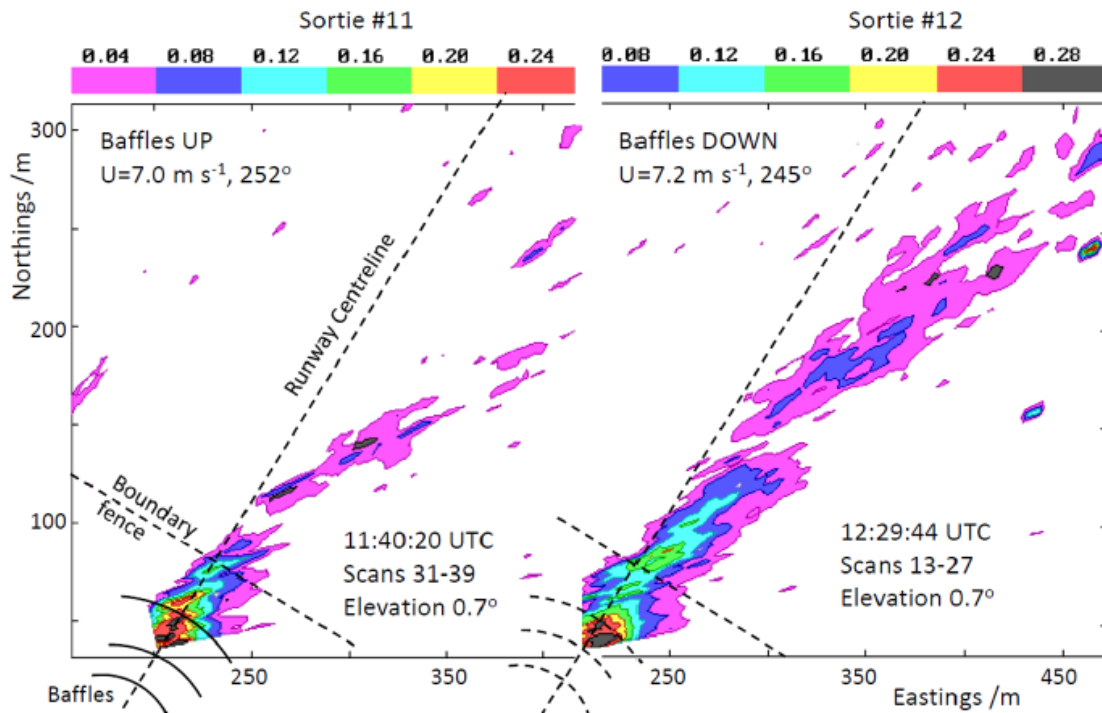 Sortie #11
Sortie #12
0.04 0.08 0.12 0.16 0.20 0.24
0.08 0.12 0.16 0.20 0.24 0.28
Baffles UP
U=7.0 m s⁻¹, 252°
Baffles DOWN
U=7.2 m s⁻¹, 245°
Northings /m
300
200
100
Runway Centreline
Boundary
fence
11:40:20 UTC
Scans 31-39
Elevation 0.7°
12:29:44 UTC
Scans 13-27
Elevation 0.7°
Baffles
250 350 450
250 350 450
Eastings /m